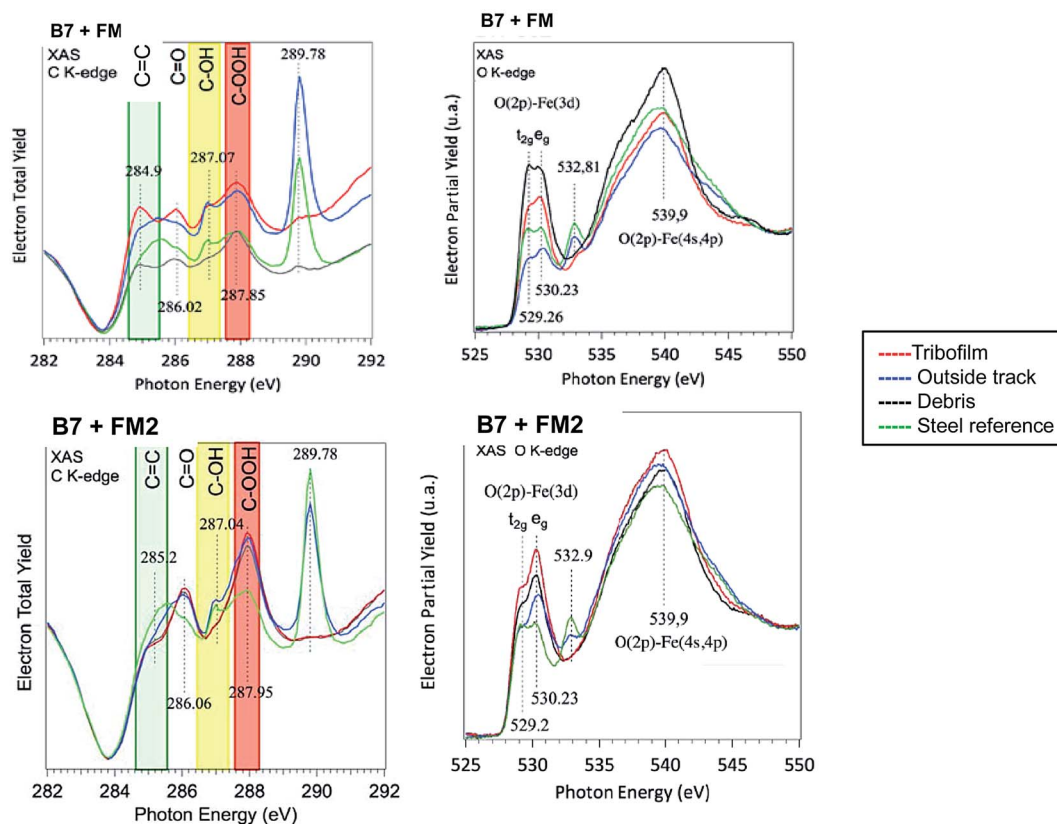 B7 + FM
XAS
C K-edge
C=C
C=O
C-OH
C-OOH
289.78
287.07
284.9
286.02
287.85
Electron Total Yield
282 284 286 288 290 292
Photon Energy (eV)
B7 + FM
XAS
O K-edge
O(2p)-Fe(3d)
t2g eg
532,81
539,9
O(2p)-Fe(4s,4p)
530.23
529.26
Electron Partial Yield (u.a.)
525 530 535 540 545 550
Photon Energy (eV)
Tribofilm
Outside track
Debris
Steel reference
B7 + FM2
XAS
C K-edge
C=C
C=O
C-OH
C-OOH
289.78
287.04
285.2
286.06
287.95
Electron Total Yield
282 284 286 288 290 292
Photon Energy (eV)
B7 + FM2
XAS O K-edge
O(2p)-Fe(3d)
t2g eg
532.9
539,9
O(2p)-Fe(4s,4p)
530.23
529.2
Electron Partial Yield (u.a.)
525 530 535 540 545 550
Photon Energy (eV)